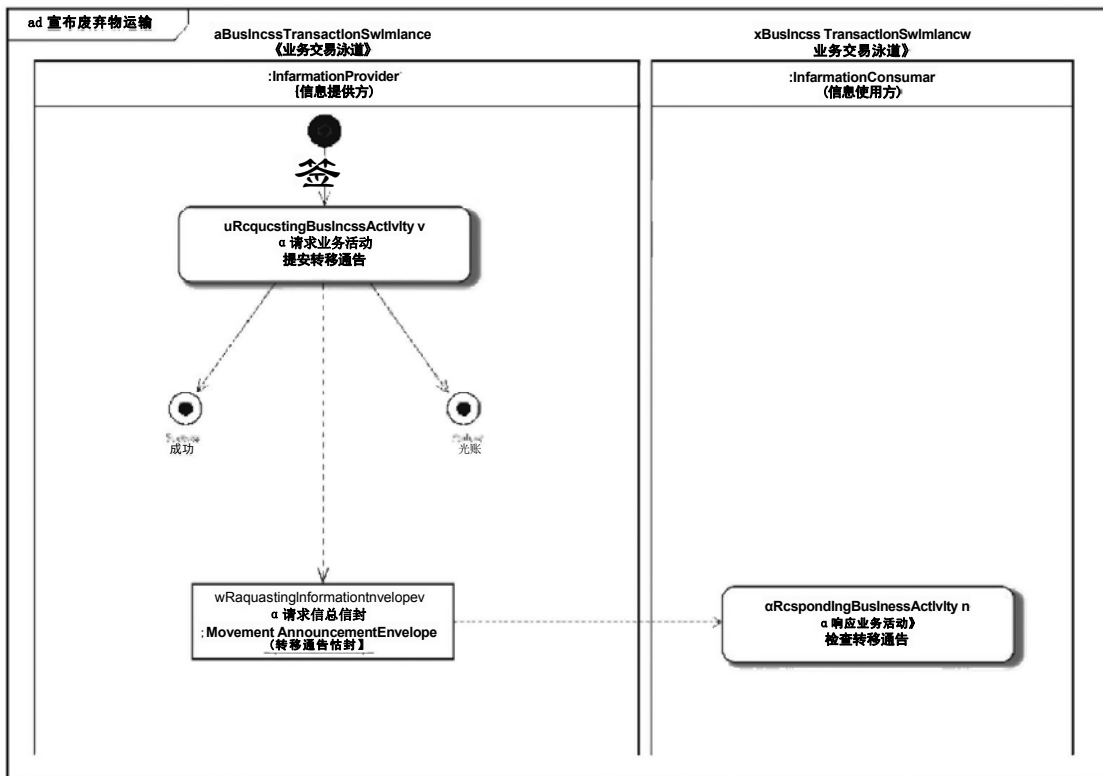 ad 宣布废弃物运输
aBusIncssTransactIonSwImIance
《业务交易泳道》
xBusIncss TransactIonSwImIancw
业务交易泳道》
:InfarmationProvider
{信息提供方)
:InfarmationConsumar
(信息使用方)
签
uRcqucstingBusIncssActIvIty v
α 请求业务活动
提安转移通告
成功
光账
wRaquastingInformationtnvelopev
α 请求信总信封
:Movement AnnouncementEnvelope
(转移通告怙封】
αRcspondIngBusInessActIvIty n
α 响应业务活动》
检查转移通告